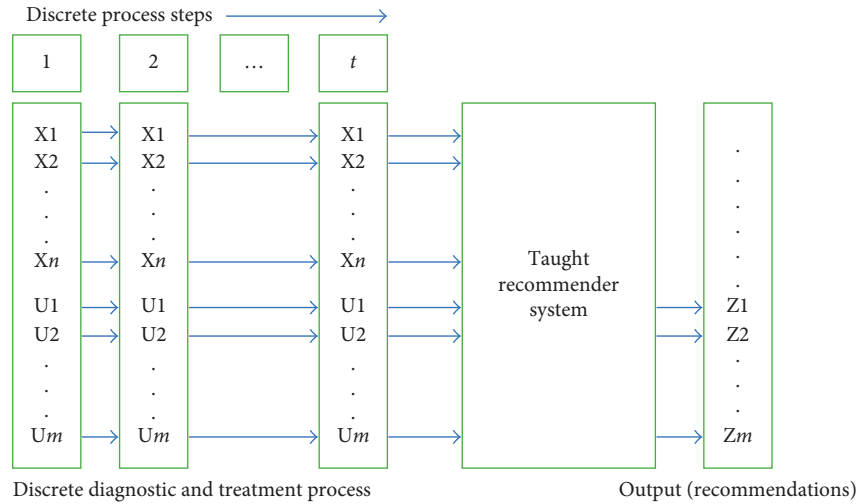 Discrete process steps
1 2 … t
X1 X1 X1
X2 X2 X2
. . . .
. . . .
. . . .
.
Xn Xn Xn .
Taught
recommender
system
U1 U1 U1 Z1
U2 U2 U2 Z2
. . . .
. . . .
. . . .
Um Um Um Zm
Discrete diagnostic and treatment process
Output (recommendations)